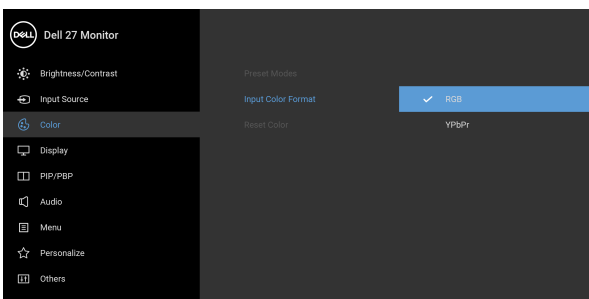 DELL Dell 27 Monitor
Brightness/Contrast
Preset Modes
Input Source
Input Color Format
RGB
Color
Reset Color
YPbPr
Display
PIP/PBP
Audio
Menu
Personalize
Others